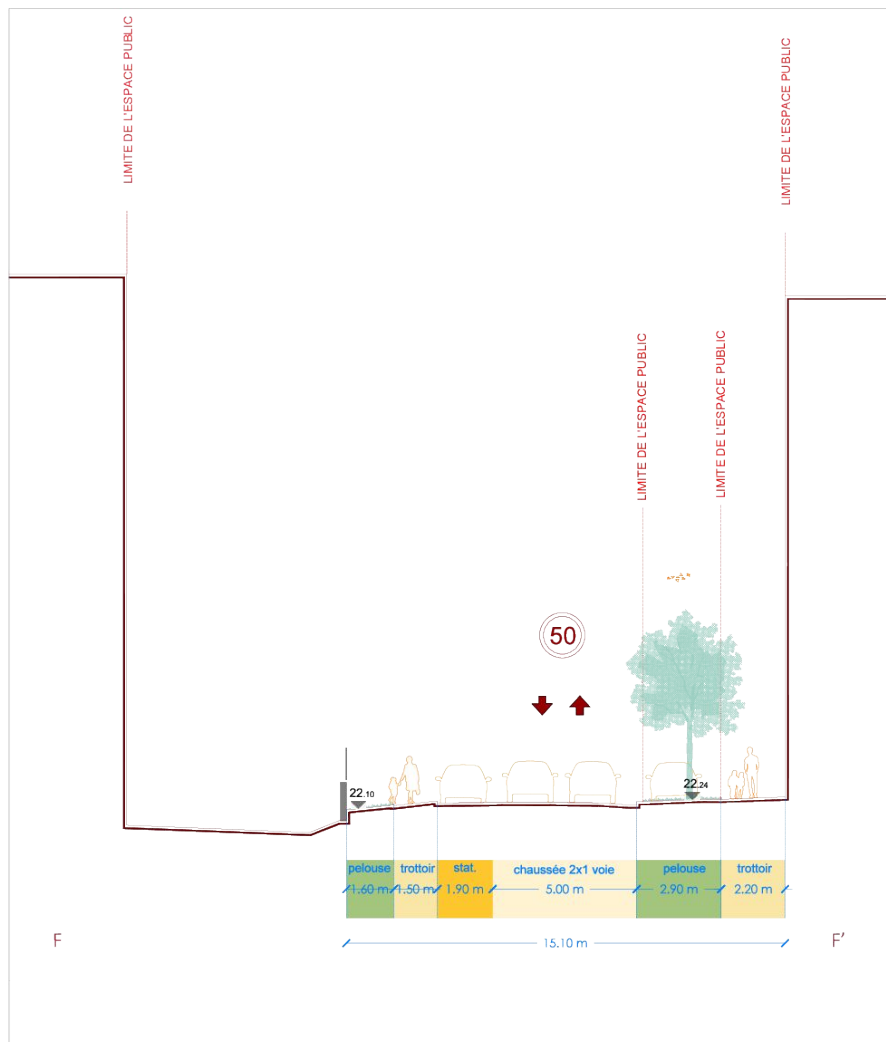 LIMITE DE L'ESPACE PUBLIC
LIMITE DE L'ESPACE PUBLIC
LIMITE DE L'ESPACE PUBLIC
LIMITE DE L'ESPACE PUBLIC
50
22.10
22.24
pelouse trottoir stat. chaussée 2x1 voie pelouse trottoir
1.60 m 1.50 m 1.90 m 5.00 m 2.90 m 2.20 m
F 15.10 m F'